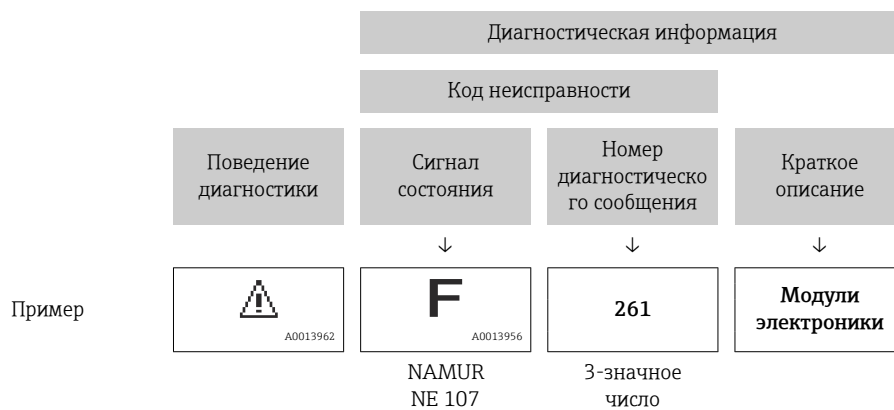 Диагностическая информация
Код неисправности
Поведение
диагностики
Сигнал
состояния
Номер
диагностическо
го сообщения
Краткое
описание
↓ ↓ ↓
Пример
A0013962
F
A0013956
261
Модули
электроники
NAMUR
NE 107
3-значное
число